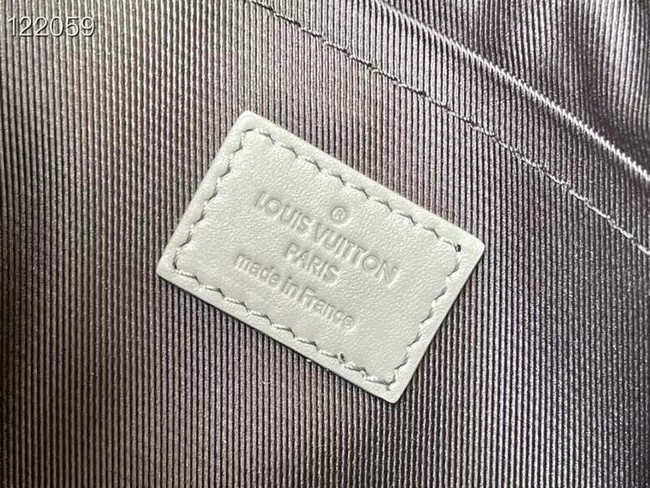 122059
®
LOUIS VUITTON
PARIS
made in France